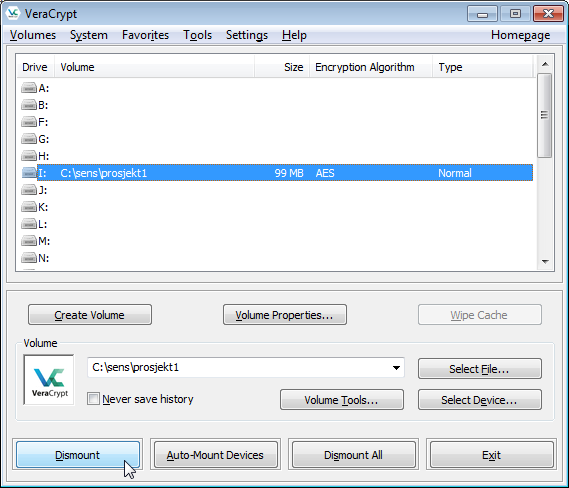 VeraCrypt
Volumes System Favorites Tools Settings Help Homepage
Drive Volume Size Encryption Algorithm Type
A:
B:
F:
G:
H:
I: C:\sens\prosjekt1 99 MB AES Normal
J:
K:
L:
M:
N:
Create Volume Volume Properties... Wipe Cache
Volume
C:\sens\prosjekt1 Select File...
VeraCrypt
Never save history Volume Tools... Select Device...
Dismount Auto-Mount Devices Dismount All Exit